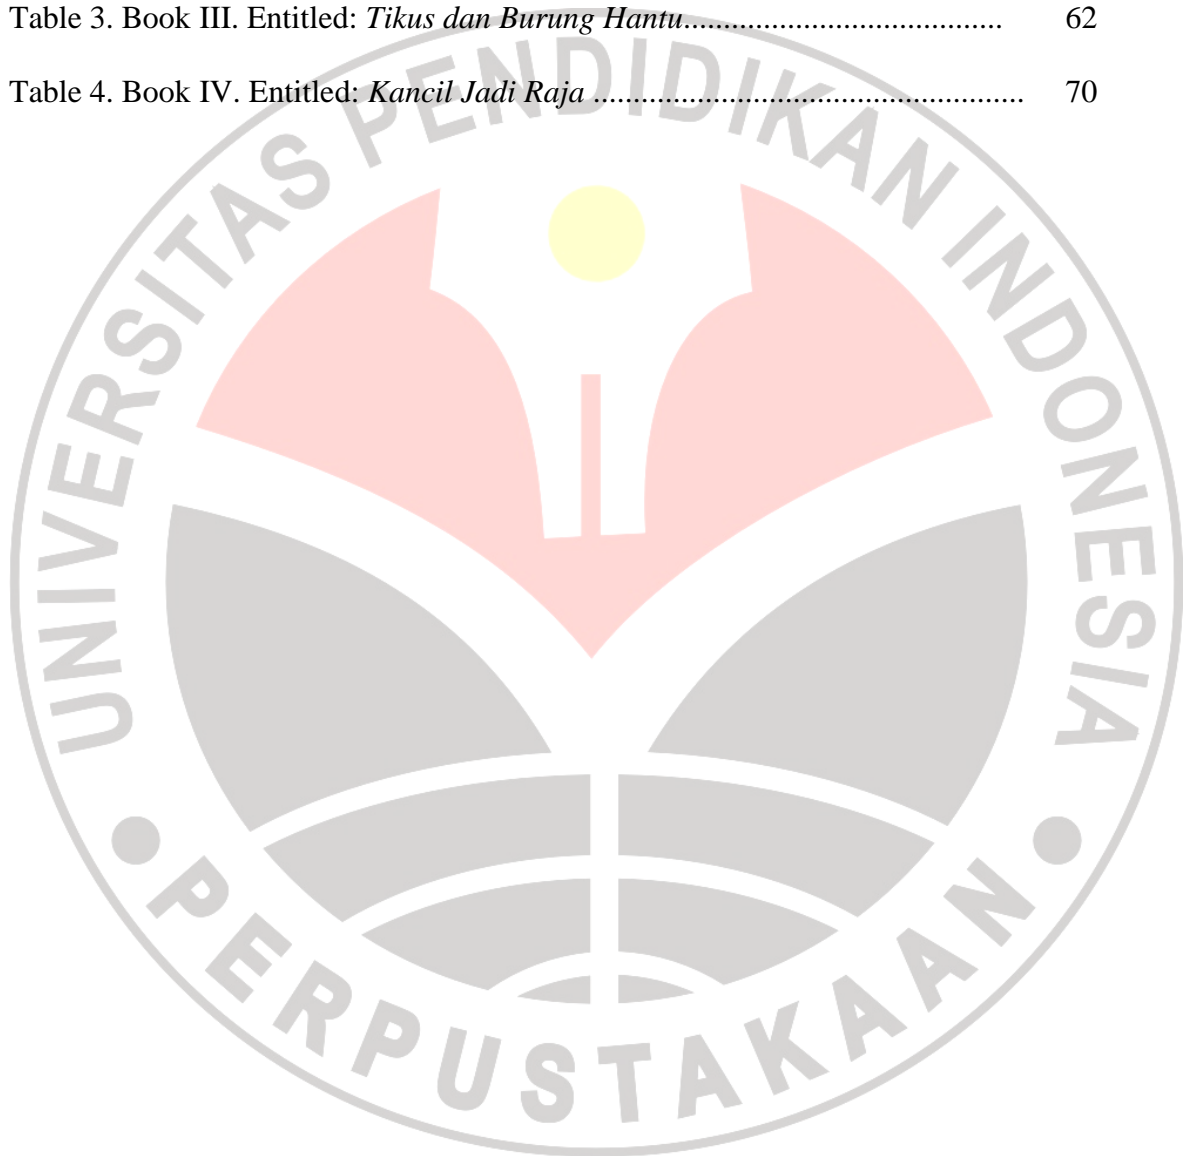 Table 3. Book III. Entitled: Tikus dan Burung Hantu.................................. 62
Table 4. Book IV. Entitled: Kancil Jadi Raja .............................................. 70
UNIVERSITAS PENDIDIKAN INDONESIA
PERPUSTAKAAN